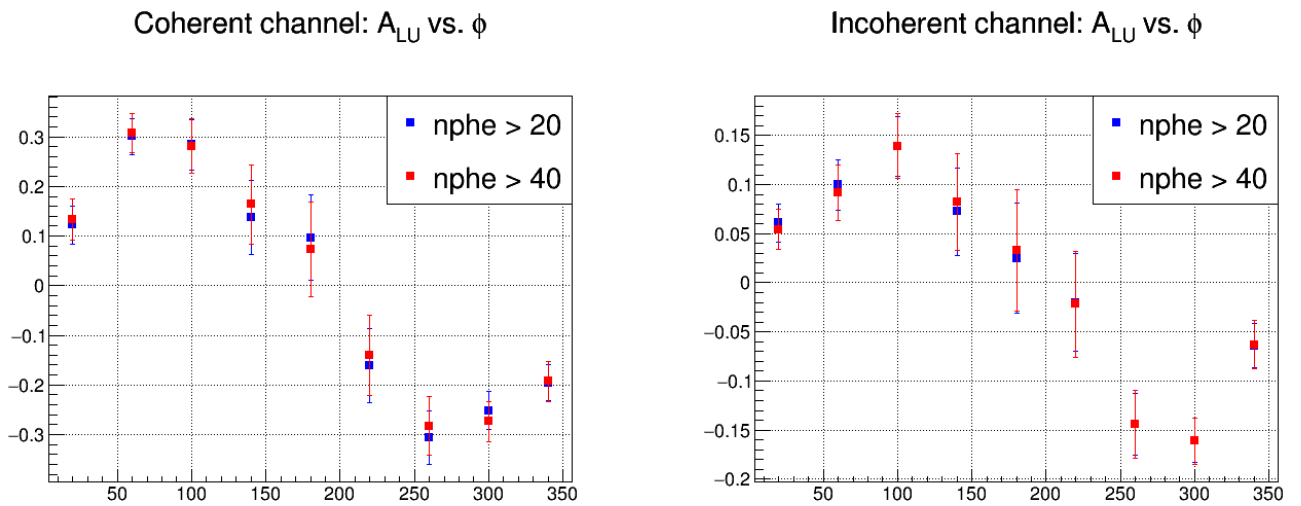 Coherent channel: A_LU vs. ϕ
nphe > 20
nphe > 40
0.3
0.2
0.1
0
−0.1
−0.2
−0.3
50 100 150 200 250 300 350
Incoherent channel: A_LU vs. ϕ
nphe > 20
nphe > 40
0.15
0.1
0.05
0
−0.05
−0.1
−0.15
−0.2
50 100 150 200 250 300 350